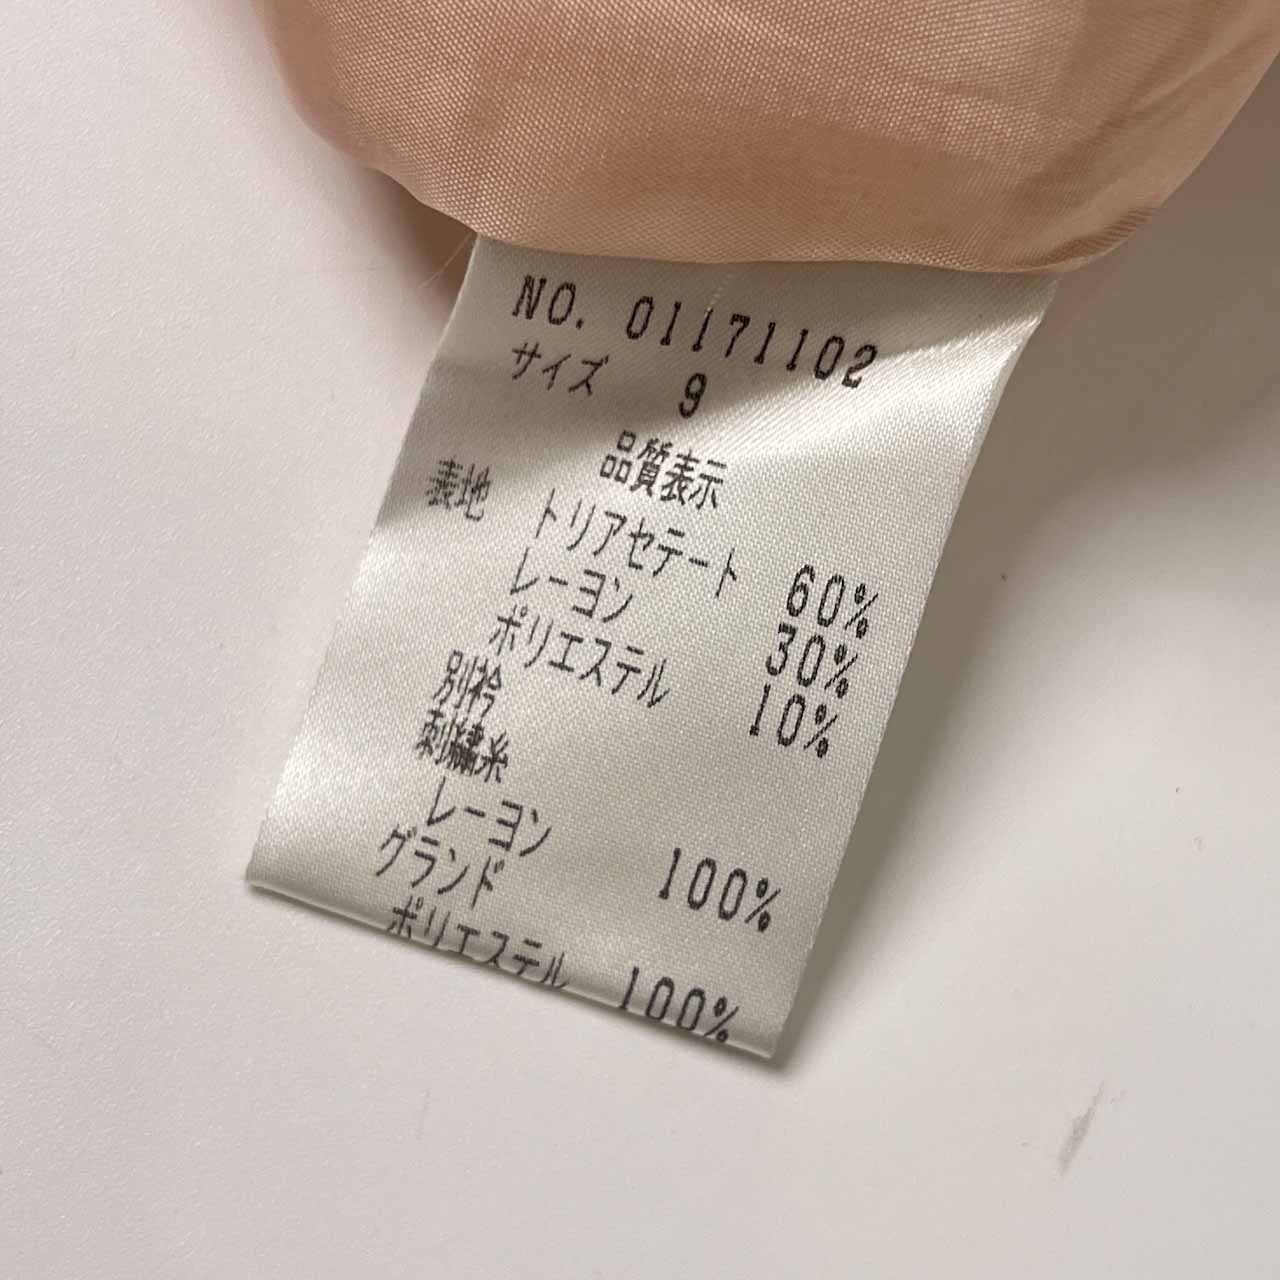 NO. 01171102
サイズ 9
品質表示
表地 トリアセテート 60%
レーヨン 30%
ポリエステル 10%
別衿
刺繍糸
レーヨン 100%
グランド
ポリエステル 100%